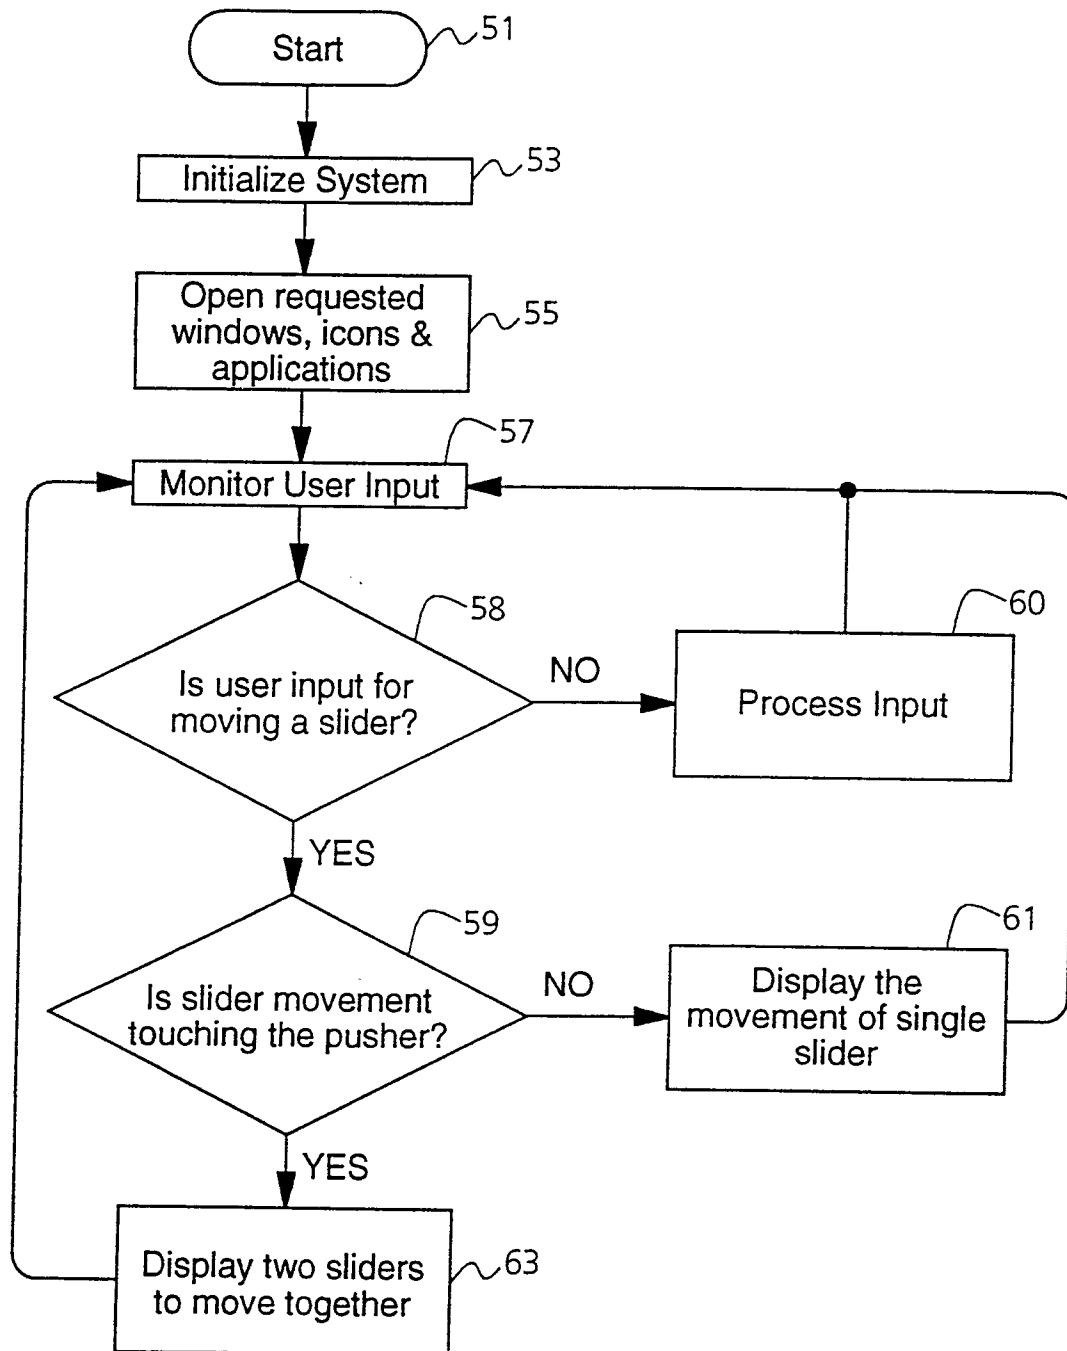 Start
51
Initialize System
53
Open requested
windows, icons &
applications
55
57
Monitor User Input
58
Is user input for
moving a slider?
NO
60
Process Input
YES
59
Is slider movement
touching the pusher?
NO
61
Display the
movement of single
slider
YES
Display two sliders
to move together
63